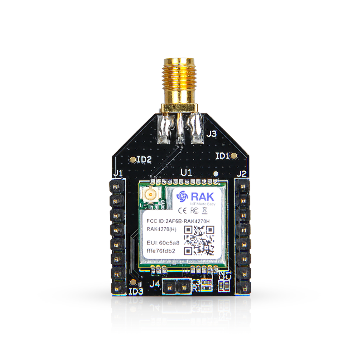 J3
ID2
ID1
J1
U1
J2
RAK
FCC ID:2AF6B-RAK4270H
RAK4270(H)
EUI:60c5a8
fffe76fdb2
J4
ID3